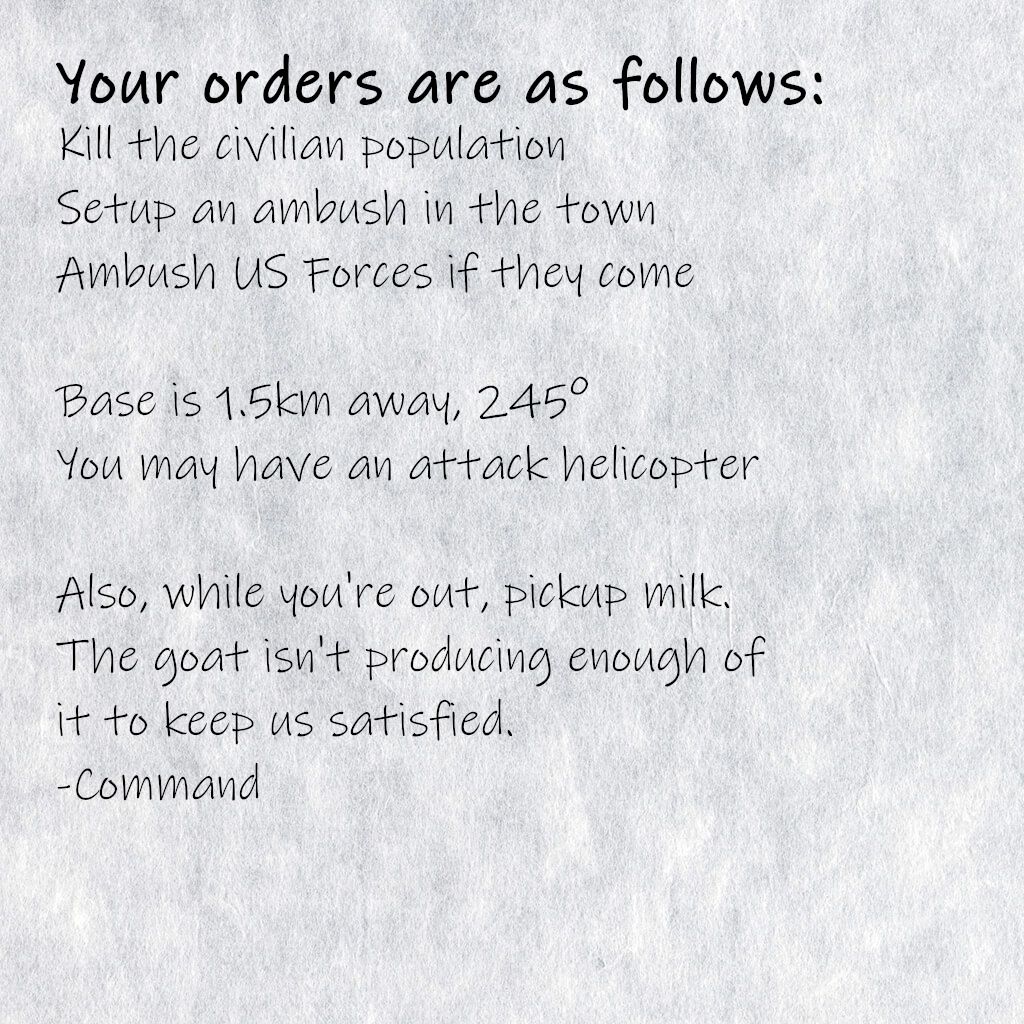 Your orders are as follows:
Kill the civilian population
Setup an ambush in the town
Ambush US Forces if they come
Base is 1.5km away, 245°
You may have an attack helicopter
Also, while you're out, pickup milk.
The goat isn't producing enough of
it to keep us satisfied.
-Command